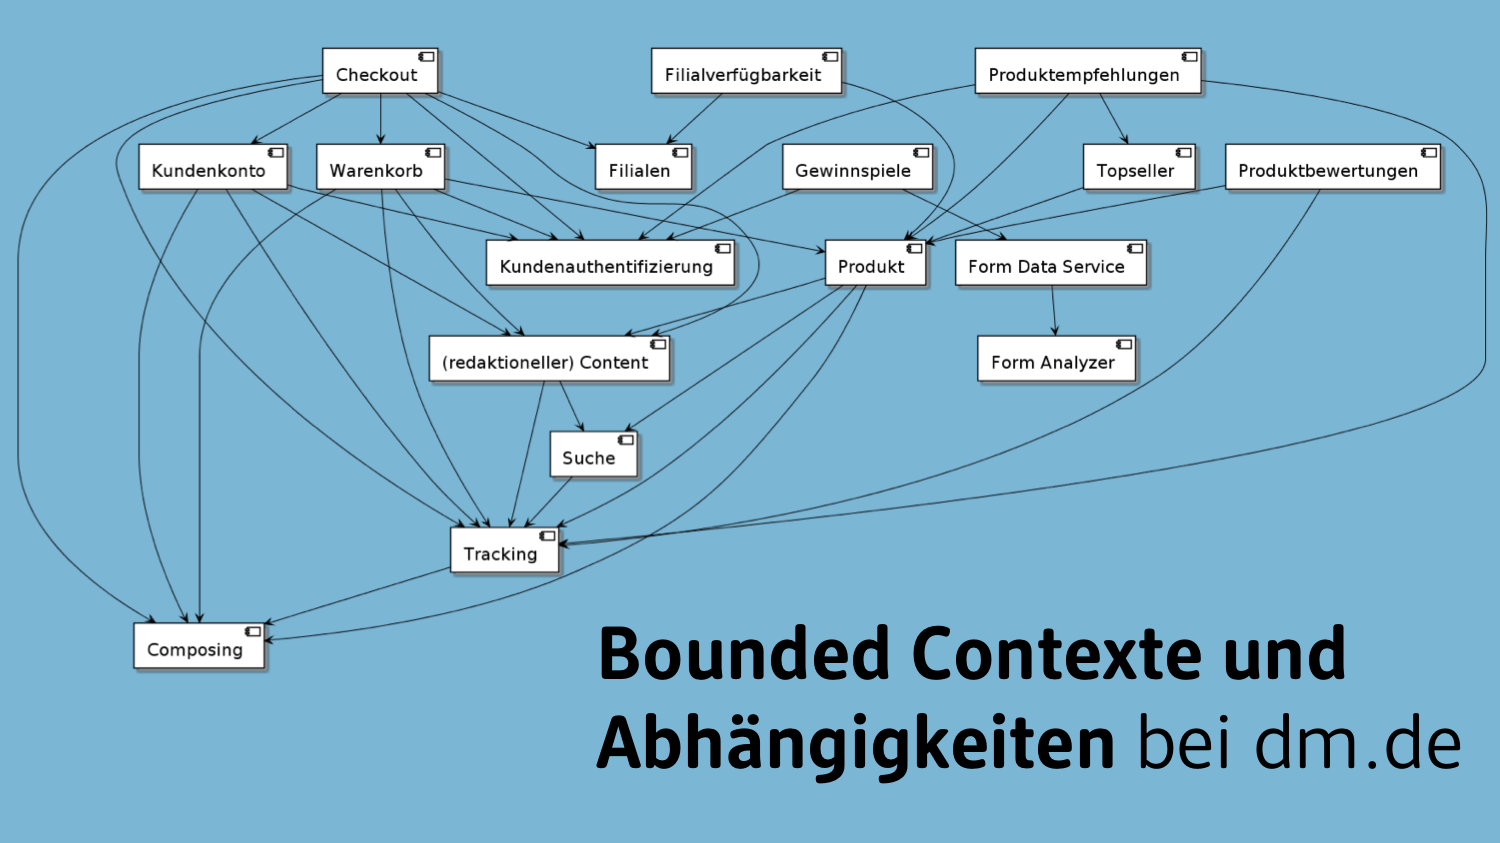 Checkout
Filialverfügbarkeit
Produktempfehlungen
Kundenkonto
Warenkorb
Filialen
Gewinnspiele
Topseller
Produktbewertungen
Kundenauthentifizierung
Produkt
Form Data Service
(redaktioneller) Content
Form Analyzer
Suche
Tracking
Composing
Bounded Contexte und
Abhängigkeiten bei dm.de